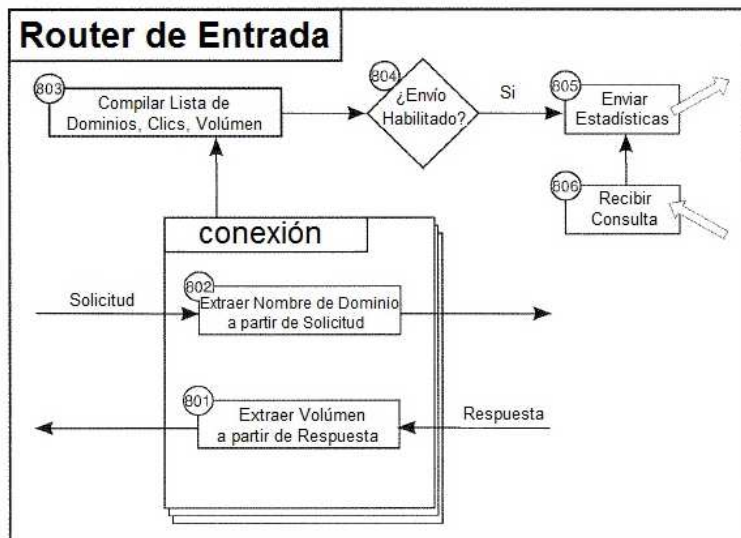 Router de Entrada
803
Compilar Lista de
Dominios, Clics, Volúmen
804
¿Envío
Habilitado?
Si
805
Enviar
Estadísticas
806
Recibir
Consulta
conexión
Solicitud
802
Extraer Nombre de Dominio
a partir de Solicitud
801
Extraer Volúmen
a partir de Respuesta
Respuesta